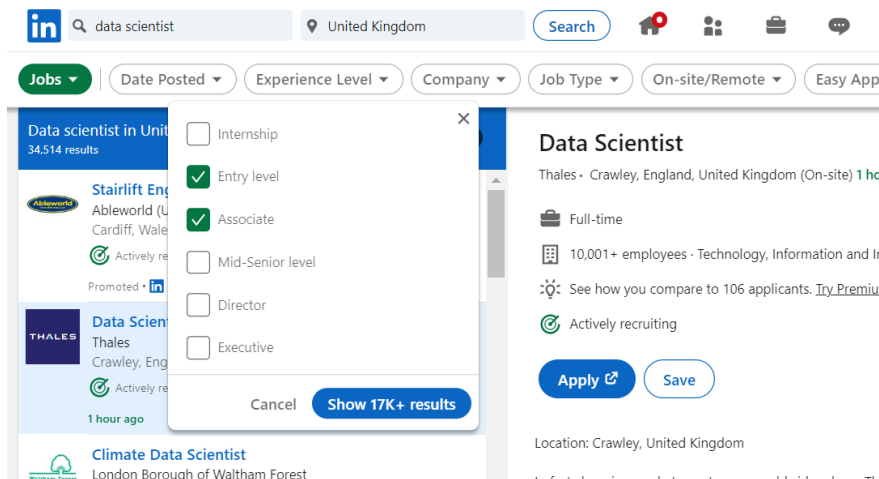 in
data scientist
United Kingdom
Search
Jobs
Date Posted
Experience Level
Company
Job Type
On-site/Remote
Easy App
Data scientist in Unit
34,514 results
Internship
Entry level
Associate
Mid-Senior level
Director
Executive
Cancel
Show 17K+ results
Ableworld
Stairlift Eng
Ableworld (U
Cardiff, Wale
Actively re
Promoted · in
THALES
Data Scien
Thales
Crawley, Eng
Actively re
1 hour ago
Climate Data Scientist
London Borough of Waltham Forest
Waltham Forest
Data Scientist
Thales · Crawley, England, United Kingdom (On-site) 1 ho
Full-time
10,001+ employees · Technology, Information and I
See how you compare to 106 applicants. Try Premiu
Actively recruiting
Apply
Save
Location: Crawley, United Kingdom